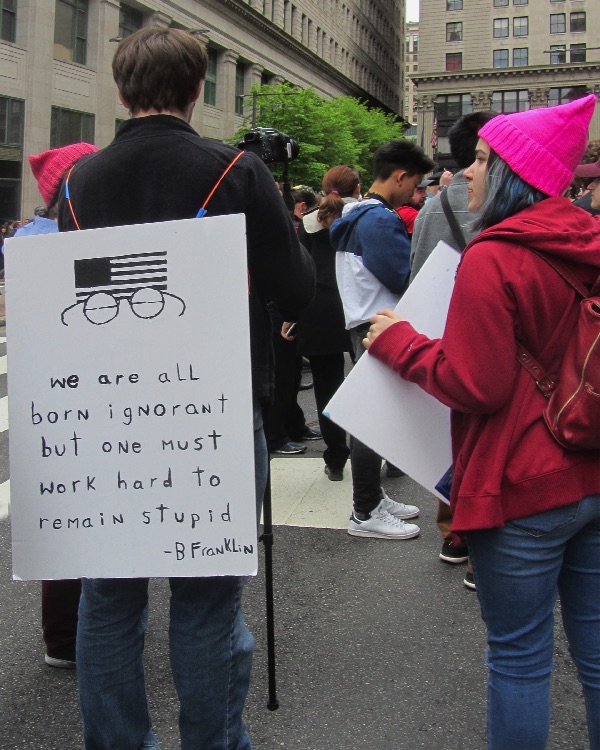 we are aLL
born ignorant
but one must
work hard to
remain stupid
-B FranKLin